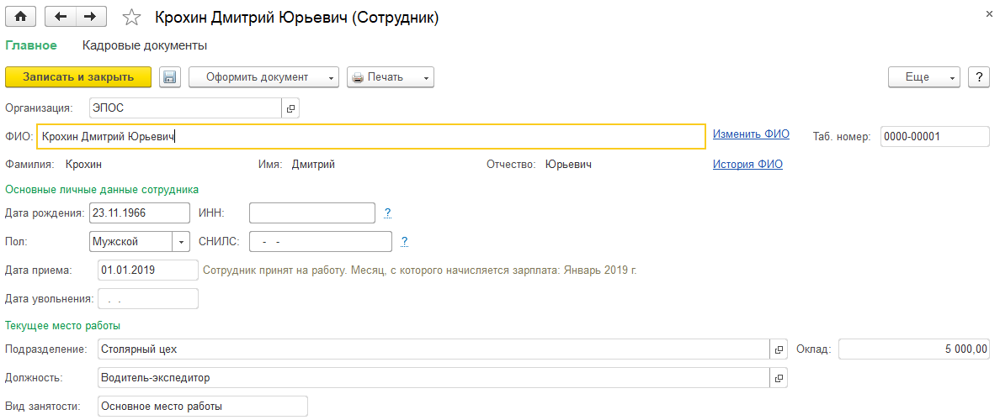 Крохин Дмитрий Юрьевич (Сотрудник)
Главное Кадровые документы
Записать и закрыть Оформить документ Печать Еще ?
Организация: ЭПОС
ФИО: Крохин Дмитрий Юрьевич Изменить ФИО Таб. номер: 0000-00001
Фамилия: Крохин Имя: Дмитрий Отчество: Юрьевич История ФИО
Основные личные данные сотрудника
Дата рождения: 23.11.1966 ИНН: ?
Пол: Мужской СНИЛС: - - ?
Дата приема: 01.01.2019 Сотрудник принят на работу. Месяц, с которого начисляется зарплата: Январь 2019 г.
Дата увольнения: . .
Текущее место работы
Подразделение: Столярный цех Оклад: 5 000,00
Должность: Водитель-экспедитор
Вид занятости: Основное место работы